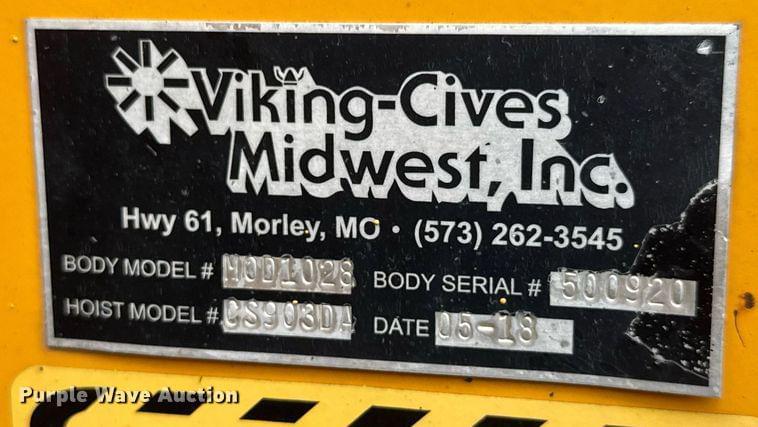 Viking-Cives
Midwest, Inc.
Hwy 61, Morley, MO • (573) 262-3545
BODY MODEL # MOD1028 BODY SERIAL # 500920
HOIST MODEL # CS903DA DATE 05-18
Purple Wave Auction